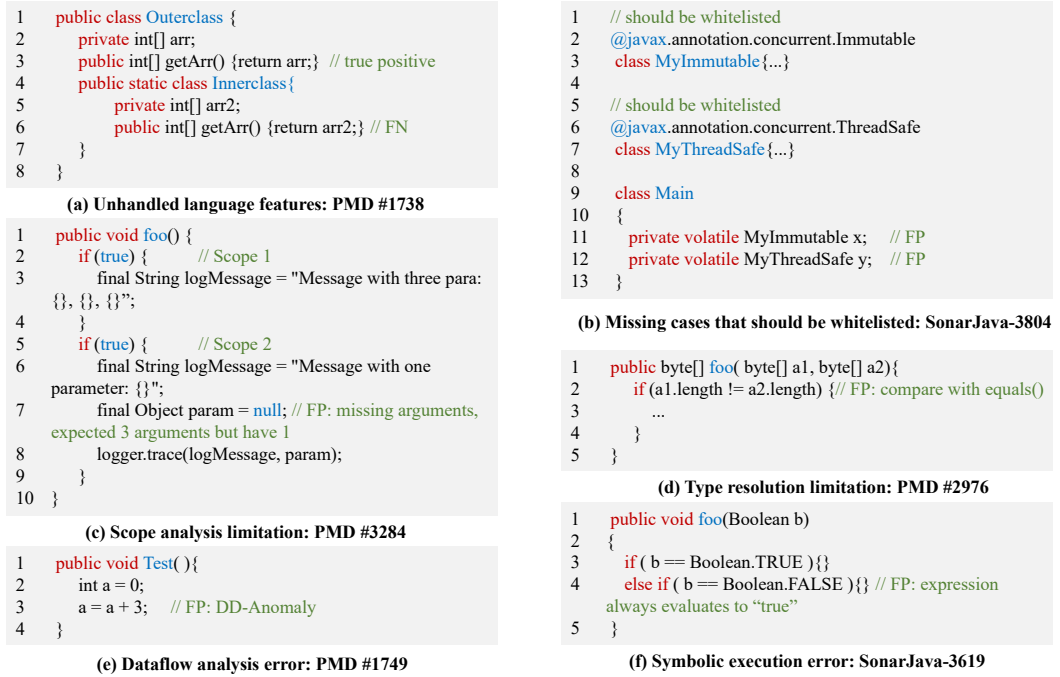 1 public class Outerclass {
2 private int[] arr;
3 public int[] getArr() {return arr;} // true positive
4 public static class Innerclass{
5 private int[] arr2;
6 public int[] getArr() {return arr2;} // FN
7 }
8 }
(a) Unhandled language features: PMD #1738
1 public void foo() {
2 if (true) { // Scope 1
3 final String logMessage = "Message with three para:
{}, {}, {}”;
4 }
5 if (true) { // Scope 2
6 final String logMessage = "Message with one
parameter: {}";
7 final Object param = null; // FP: missing arguments,
expected 3 arguments but have 1
8 logger.trace(logMessage, param);
9 }
10 }
(c) Scope analysis limitation: PMD #3284
1 public void Test( ){
2 int a = 0;
3 a = a + 3; // FP: DD-Anomaly
4 }
(e) Dataflow analysis error: PMD #1749
1 // should be whitelisted
2 @javax.annotation.concurrent.Immutable
3 class MyImmutable{...}
4
5 // should be whitelisted
6 @javax.annotation.concurrent.ThreadSafe
7 class MyThreadSafe{...}
8
9 class Main
10 {
11 private volatile MyImmutable x; // FP
12 private volatile MyThreadSafe y; // FP
13 }
(b) Missing cases that should be whitelisted: SonarJava-3804
1 public byte[] foo( byte[] a1, byte[] a2){
2 if (a1.length != a2.length) {// FP: compare with equals()
3 ...
4 }
5 }
(d) Type resolution limitation: PMD #2976
1 public void foo(Boolean b)
2 {
3 if ( b == Boolean.TRUE ){}
4 else if ( b == Boolean.FALSE ){} // FP: expression
always evaluates to “true”
5 }
(f) Symbolic execution error: SonarJava-3619